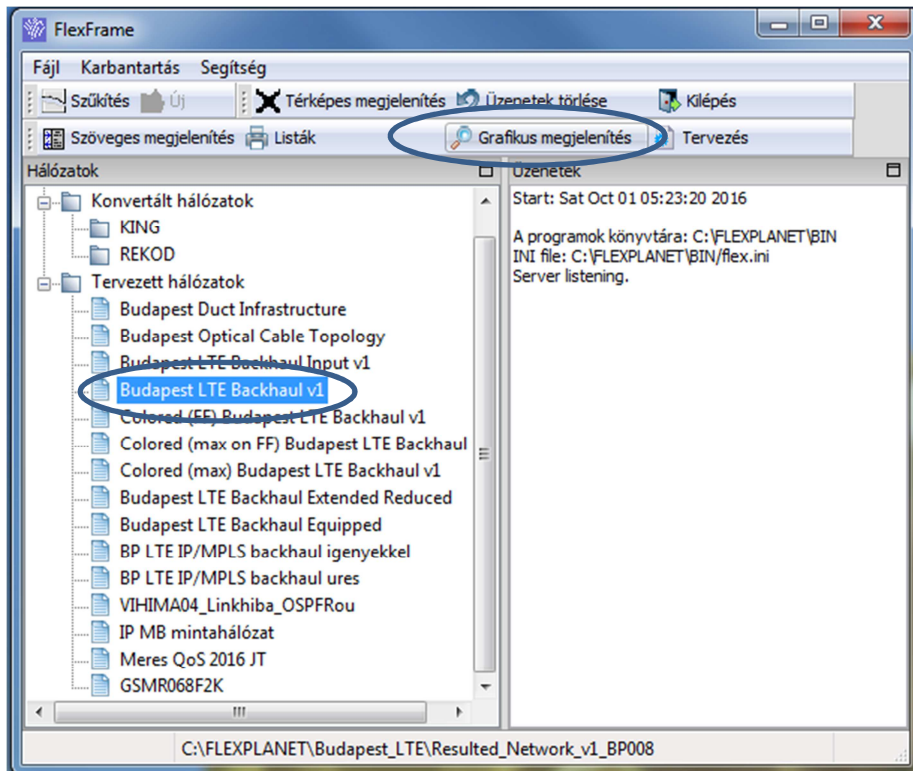 FlexFrame
Fájl Karbantartás Segítség
Szűkítés Új Térképes megjelenítés Üzenetek törlése Kilépés
Szöveges megjelenítés Listák Grafikus megjelenítés Tervezés
Hálózatok
Konvertált hálózatok
KING
REKOD
Tervezett hálózatok
Budapest Duct Infrastructure
Budapest Optical Cable Topology
Budapest LTE Backhaul Input v1
Budapest LTE Backhaul v1
Colored (FF) Budapest LTE Backhaul v1
Colored (max on FF) Budapest LTE Backhaul
Colored (max) Budapest LTE Backhaul v1
Budapest LTE Backhaul Extended Reduced
Budapest LTE Backhaul Equipped
BP LTE IP/MPLS backhaul igenyekkel
BP LTE IP/MPLS backhaul ures
VIHIMA04_Linkhiba_OSPFRou
IP MB mintahálózat
Meres QoS 2016 JT
GSMR068F2K
Üzenetek
Start: Sat Oct 01 05:23:20 2016
A programok könyvtára: C:\FLEXPLANET\BIN
INI file: C:\FLEXPLANET\BIN/flex.ini
Server listening.
C:\FLEXPLANET\Budapest_LTE\Resulted_Network_v1_BP008